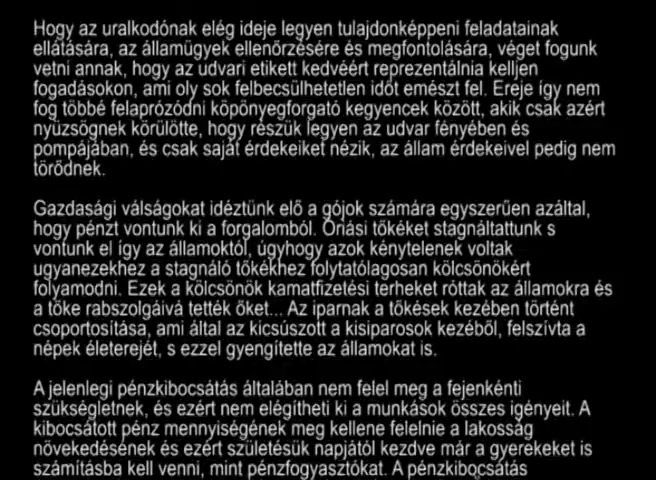 Hogy az uralkodónak elég ideje legyen tulajdonképpeni feladatainak
ellátására, az államügyek ellenőrzésére és megfontolására, véget fogunk
vetni annak, hogy az udvari etikett kedvéért reprezentálnia kelljen
fogadásokon, ami oly sok felbecsülhetetlen időt emészt fel. Ereje így nem
fog többé felaprózódni köpönyegforgató kegyencek között, akik csak azért
nyüzsögnek körülötte, hogy részük legyen az udvar fényében és
pompájában, és csak saját érdekeiket nézik, az állam érdekeivel pedig nem
törődnek.
Gazdasági válságokat idéztünk elő a gójok számára egyszerűen azáltal,
hogy pénzt vontunk ki a forgalomból. Óriási tőkéket stagnáltattunk s
vontunk el így az államoktól, úgyhogy azok kénytelenek voltak
ugyanezekhez a stagnáló tőkékhez folytatólagosan kölcsönökért
folyamodni. Ezek a kölcsönök kamatfizetési terheket róttak az államokra és
a tőke rabszolgáivá tették őket... Az iparnak a tőkések kezében történt
csoportosítása, ami által az kicsúszott a kisiparosok kezéből, felszívta a
népek életerejét, s ezzel gyengítette az államokat is.
A jelenlegi pénzkibocsátás általában nem felel meg a fejenkénti
szükségletnek, és ezért nem elégítheti ki a munkások összes igényeit. A
kibocsátott pénz mennyiségének meg kellene felelnie a lakosság
növekedésének és ezért születésük napjától kezdve már a gyerekeket is
számításba kell venni, mint pénzfogyasztókat. A pénzkibocsátás